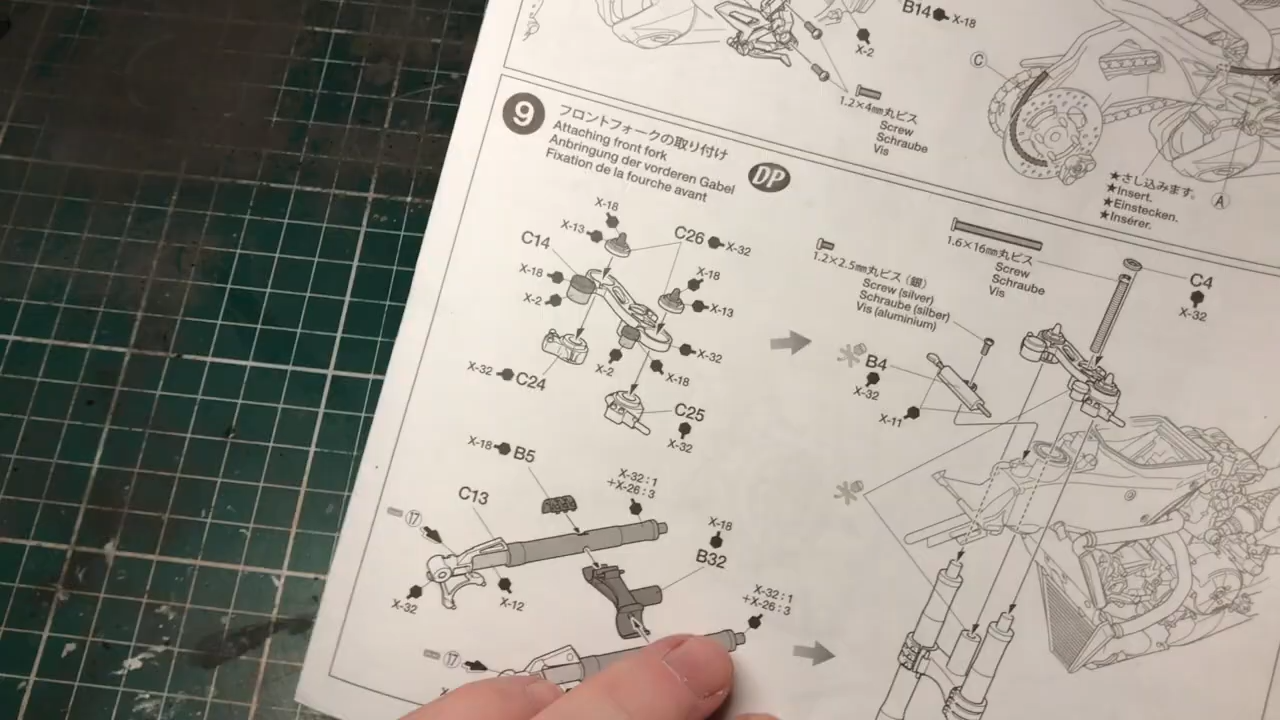 B14 X-18
X-2
1.2×4㎜丸ビス
Screw
Schraube
Vis
C
★さし込みます。
★Insert.
★Einstecken.
★Insérer.
A
9
フロントフォークの取り付け
Attaching front fork
Anbringung der vorderen Gabel
Fixation de la fourche avant
DP
X-18
X-13
C26 X-32
C14
X-18
X-18
X-2
X-13
X-32
X-2
X-18
X-32 C24
C25
X-32
1.6×16㎜丸ビス
Screw
Schraube
Vis
1.2×2.5㎜丸ビス (銀)
Screw (silver)
Schraube (silber)
Vis (aluminium)
C4
X-32
B4
X-32
X-11
X-18 B5
X-32:1
+X-26:3
C13
⑰
X-18
B32
X-32
X-12
X-32:1
+X-26:3
⑰